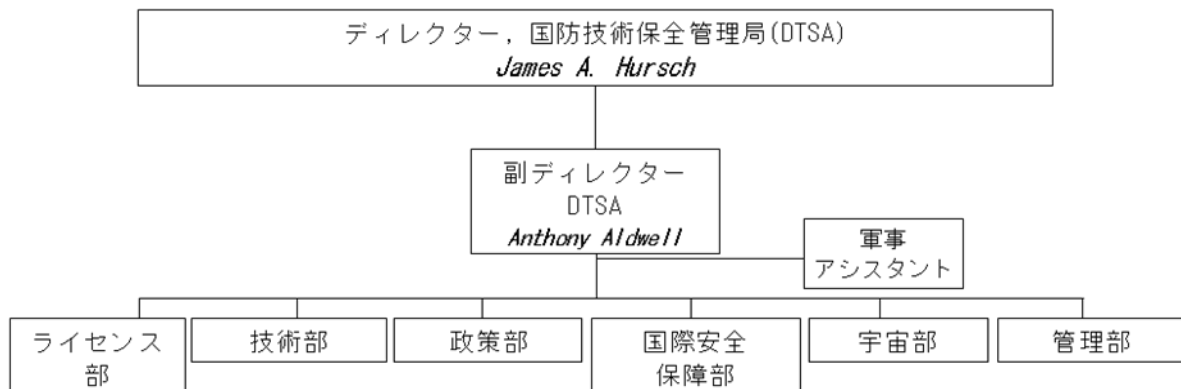 ディレクター, 国防技術保全管理局(DTSA)
James A. Hursch
副ディレクター
DTSA
Anthony Aldwell
軍事
アシスタント
ライセンス
部
技術部
政策部
国際安全
保障部
宇宙部
管理部